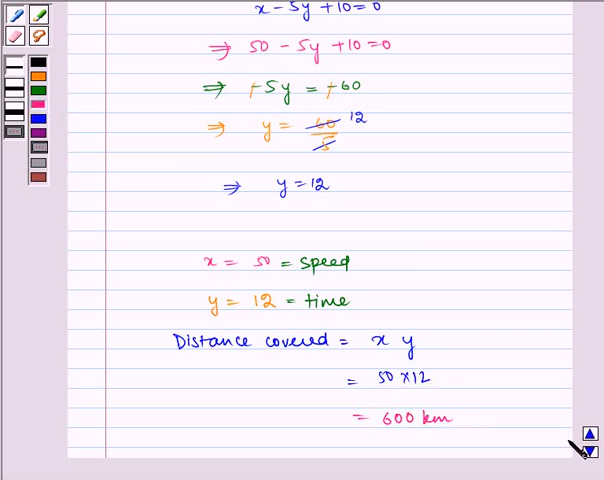 x - 5y + 10 = 0
⇒ 50 - 5y + 10 = 0
⇒ -5y = -60
⇒ y = 60/5 12
⇒ y = 12
x = 50 = speed
y = 12 = time
Distance covered = x y
= 50 × 12
= 600 km